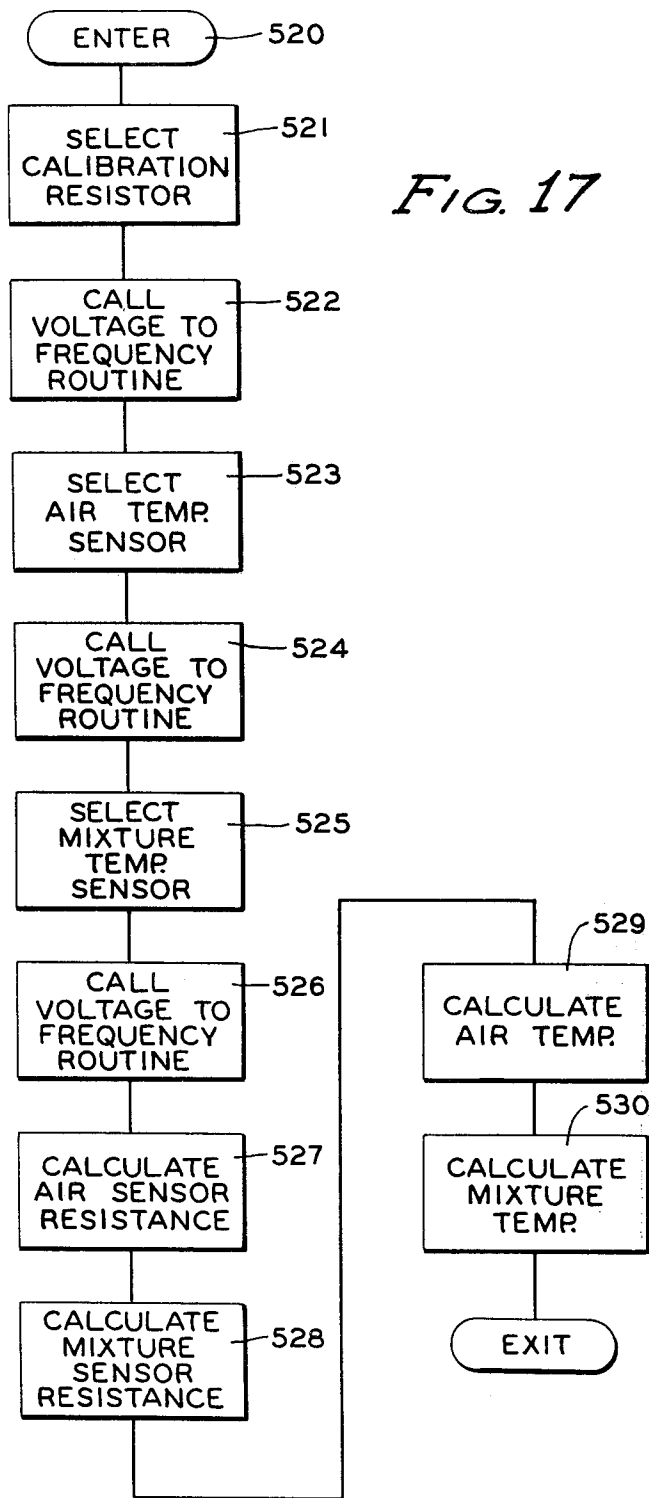 ENTER
520
SELECT
CALIBRATION
RESISTOR
521
FIG. 17
CALL
VOLTAGE TO
FREQUENCY
ROUTINE
522
SELECT
AIR TEMP.
SENSOR
523
CALL
VOLTAGE TO
FREQUENCY
ROUTINE
524
SELECT
MIXTURE
TEMP.
SENSOR
525
CALL
VOLTAGE TO
FREQUENCY
ROUTINE
526
CALCULATE
AIR SENSOR
RESISTANCE
527
CALCULATE
MIXTURE
SENSOR
RESISTANCE
528
529
CALCULATE
AIR TEMP.
530
CALCULATE
MIXTURE
TEMP.
EXIT